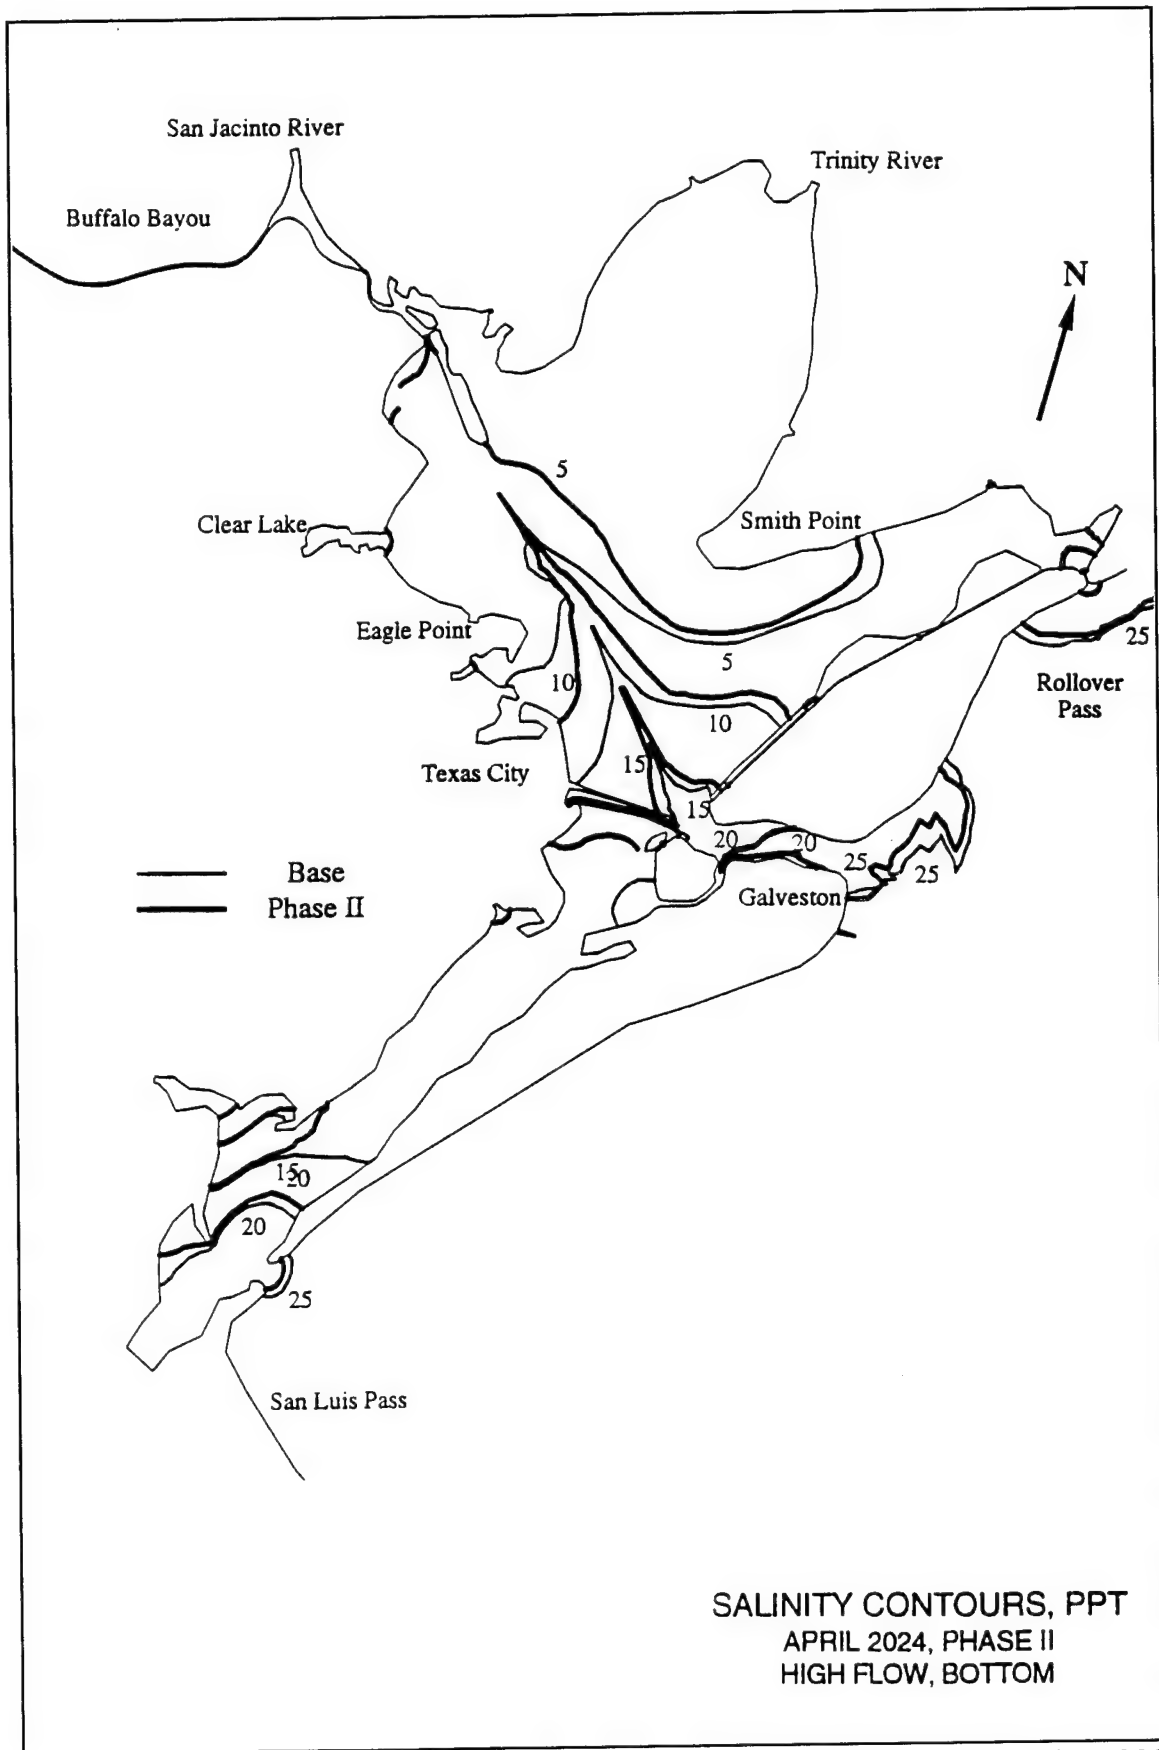 San Jacinto River
Trinity River
Buffalo Bayou
N
5
Smith Point
Clear Lake
Eagle Point
25
5
10
Rollover
Pass
10
15
Texas City
15
20
20
25
25
Base
Phase II
Galveston
15
20
20
25
San Luis Pass
SALINITY CONTOURS, PPT
APRIL 2024, PHASE II
HIGH FLOW, BOTTOM